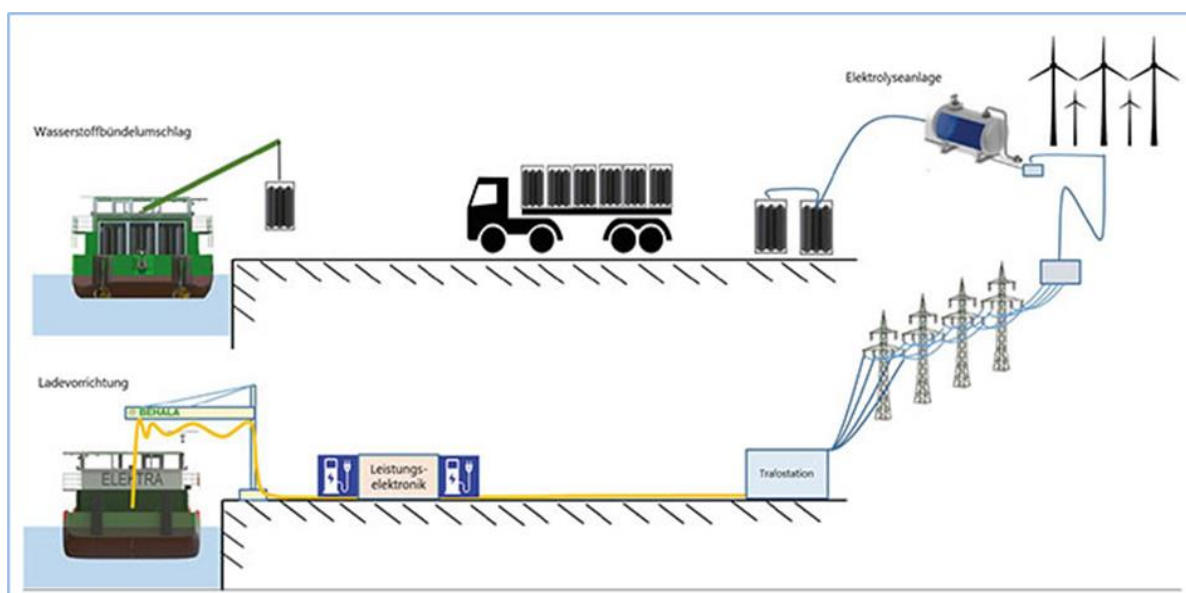 Elektrolyseanlage
Wasserstoffbündelumschlag
Ladevorrichtung
BEHALA
ELEKTRA
Leistungs-
elektronik
Trafostation